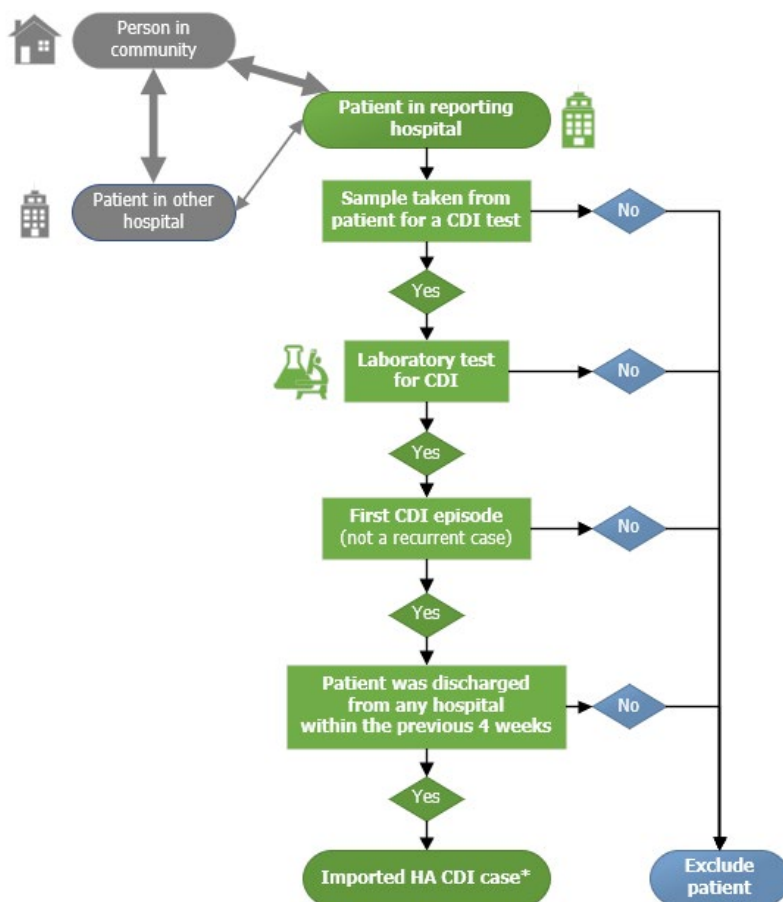 Person in
community
Patient in reporting
hospital
Patient in other
hospital
Sample taken from
patient for a CDI test
No
Yes
Laboratory test
for CDI
No
Yes
First CDI episode
(not a recurrent case)
No
Yes
Patient was discharged
from any hospital
within the previous 4 weeks
No
Yes
Imported HA CDI case*
Exclude
patient